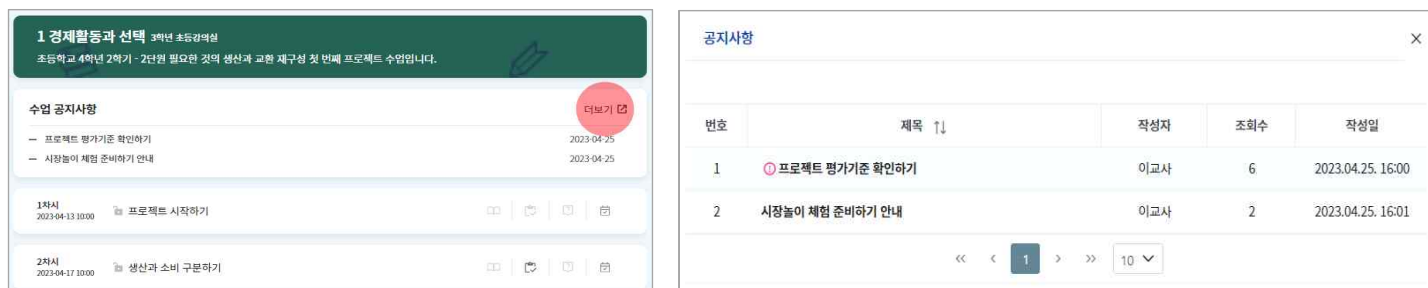 1 경제활동과 선택 3학년 초등강의실
초등학교 4학년 2학기 - 2단원 필요한 것의 생산과 교환 재구성 첫 번째 프로젝트 수업입니다.
수업 공지사항 더보기
– 프로젝트 평가기준 확인하기 2023-04-25
– 시장놀이 체험 준비하기 안내 2023-04-25
1차시
2023-04-13 10:00 프로젝트 시작하기
2차시
2023-04-17 10:00 생산과 소비 구분하기
공지사항 ×
번호 제목 ↑↓ 작성자 조회수 작성일
1 프로젝트 평가기준 확인하기 이교사 6 2023.04.25. 16:00
2 시장놀이 체험 준비하기 안내 이교사 2 2023.04.25. 16:01
« ‹ 1 › » 10